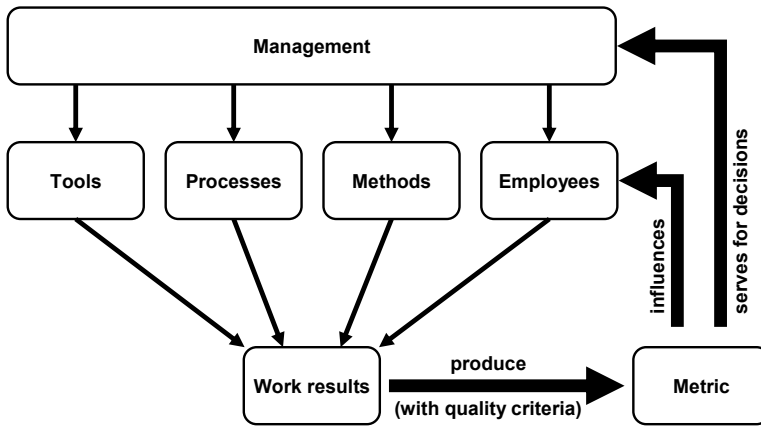 Management
Tools
Processes
Methods
Employees
influences
serves for decisions
Work results
produce
(with quality criteria)
Metric